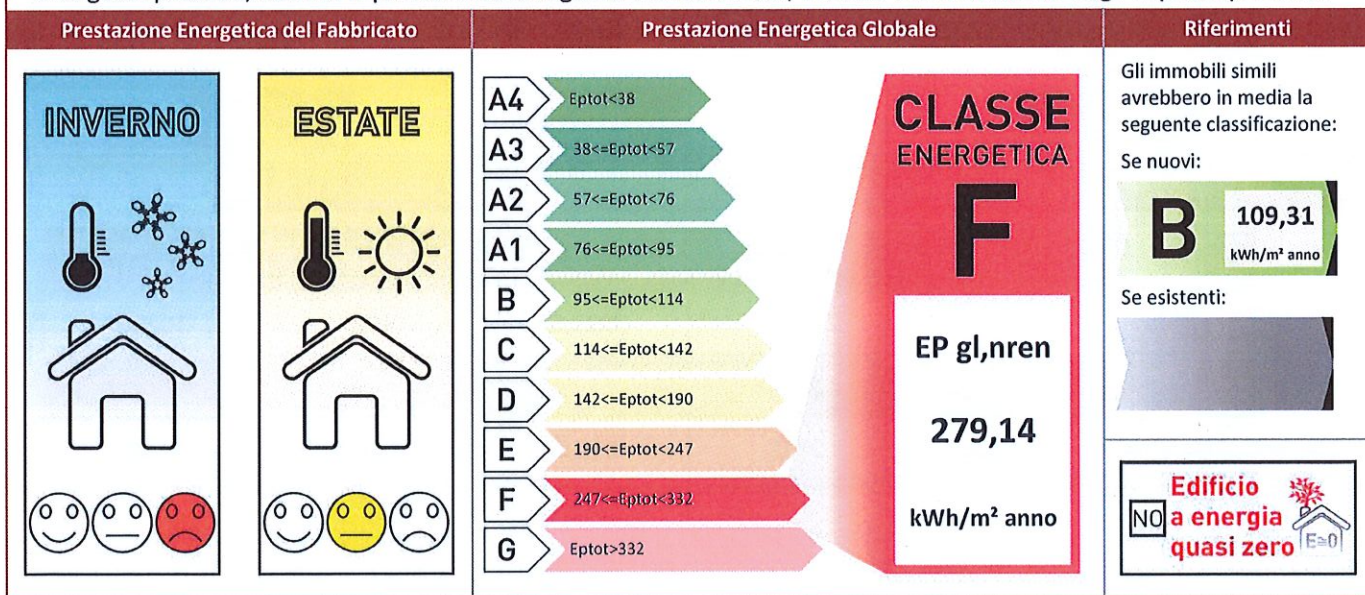 Prestazione Energetica del Fabbricato
Prestazione Energetica Globale
Riferimenti
INVERNO
ESTATE
A4 Eptot<38
A3 38<=Eptot<57
A2 57<=Eptot<76
A1 76<=Eptot<95
B 95<=Eptot<114
C 114<=Eptot<142
D 142<=Eptot<190
E 190<=Eptot<247
F 247<=Eptot<332
G Eptot>332
CLASSE
ENERGETICA
F
EP gl,nren
279,14
kWh/m² anno
Gli immobili simili
avrebbero in media la
seguente classificazione:
Se nuovi:
B 109,31
kWh/m² anno
Se esistenti:
NO
Edificio
a energia
quasi zero
E≅0